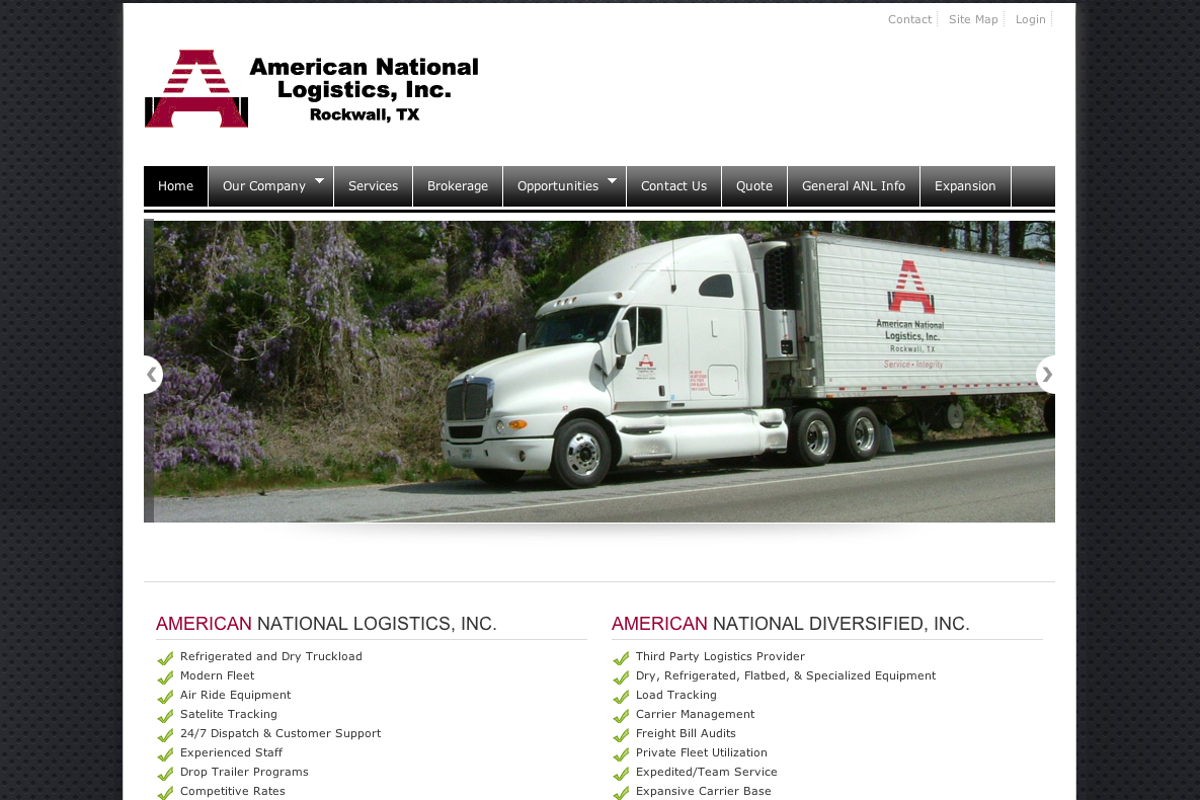 Contact
Site Map
Login
American National
Logistics, Inc.
Rockwall, TX
Home
Our Company
Services
Brokerage
Opportunities
Contact Us
Quote
General ANL Info
Expansion
American National
Logistics, Inc.
Rockwall, TX
Service • Integrity
AMERICAN NATIONAL LOGISTICS, INC.
Refrigerated and Dry Truckload
Modern Fleet
Air Ride Equipment
Satelite Tracking
24/7 Dispatch & Customer Support
Experienced Staff
Drop Trailer Programs
Competitive Rates
AMERICAN NATIONAL DIVERSIFIED, INC.
Third Party Logistics Provider
Dry, Refrigerated, Flatbed, & Specialized Equipment
Load Tracking
Carrier Management
Freight Bill Audits
Private Fleet Utilization
Expedited/Team Service
Expansive Carrier Base